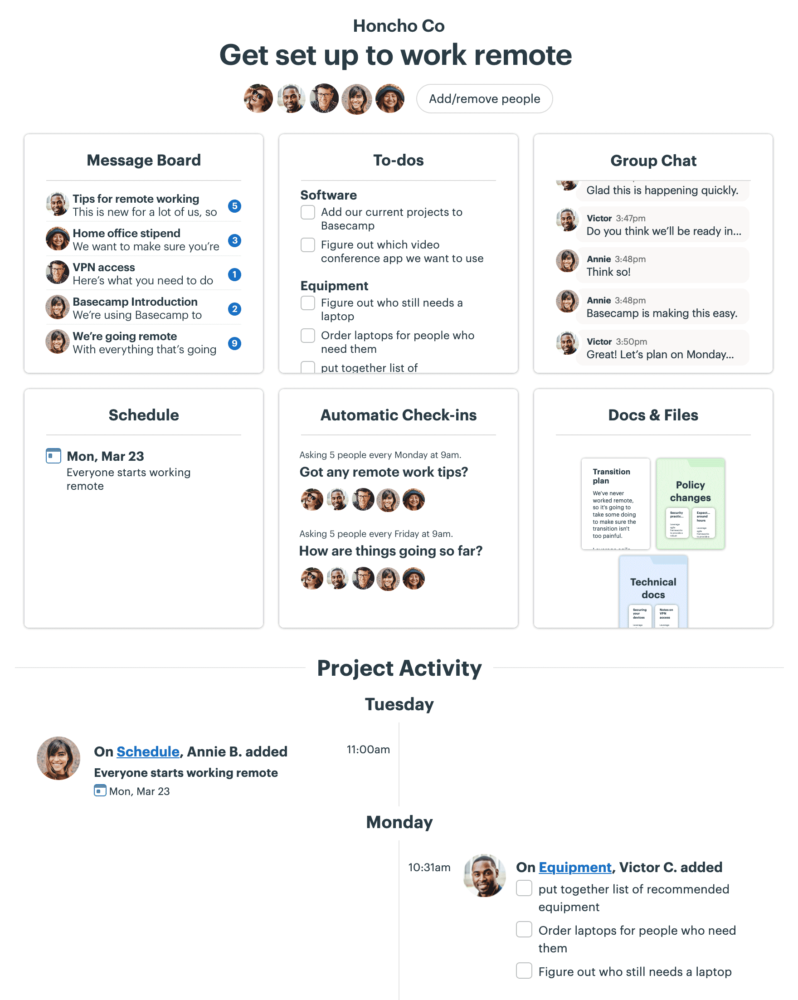 Honcho Co
Get set up to work remote
Add/remove people
Message Board
Tips for remote working
This is new for a lot of us, so
5
Home office stipend
We want to make sure you’re
3
VPN access
Here’s what you need to do
1
Basecamp Introduction
We’re using Basecamp to
2
We’re going remote
With everything that’s going
9
To-dos
Software
Add our current projects to
Basecamp
Figure out which video
conference app we want to use
Equipment
Figure out who still needs a
laptop
Order laptops for people who
need them
put together list of
Group Chat
Glad this is happening quickly.
Victor 3:47pm
Do you think we’ll be ready in...
Annie 3:48pm
Think so!
Annie 3:48pm
Basecamp is making this easy.
Victor 3:50pm
Great! Let’s plan on Monday...
Schedule
Mon, Mar 23
Everyone starts working
remote
Automatic Check-ins
Asking 5 people every Monday at 9am.
Got any remote work tips?
Asking 5 people every Friday at 9am.
How are things going so far?
Docs & Files
Transition
plan
We've never
worked remote,
so it's going to
take some doing
to make sure the
transition isn't
too painful.
Policy
changes
Security
practic...
Leverage
agile
frameworks
to provide a
robust
Expect...
around
hours
Leverage
agile
frameworks
to provide a
Technical
docs
Securing
your
devices
Leverage
Notes on
VPN
access
Leverage
Project Activity
Tuesday
On Schedule, Annie B. added
11:00am
Everyone starts working remote
Mon, Mar 23
Monday
10:31am
On Equipment, Victor C. added
put together list of recommended
equipment
Order laptops for people who need
them
Figure out who still needs a laptop